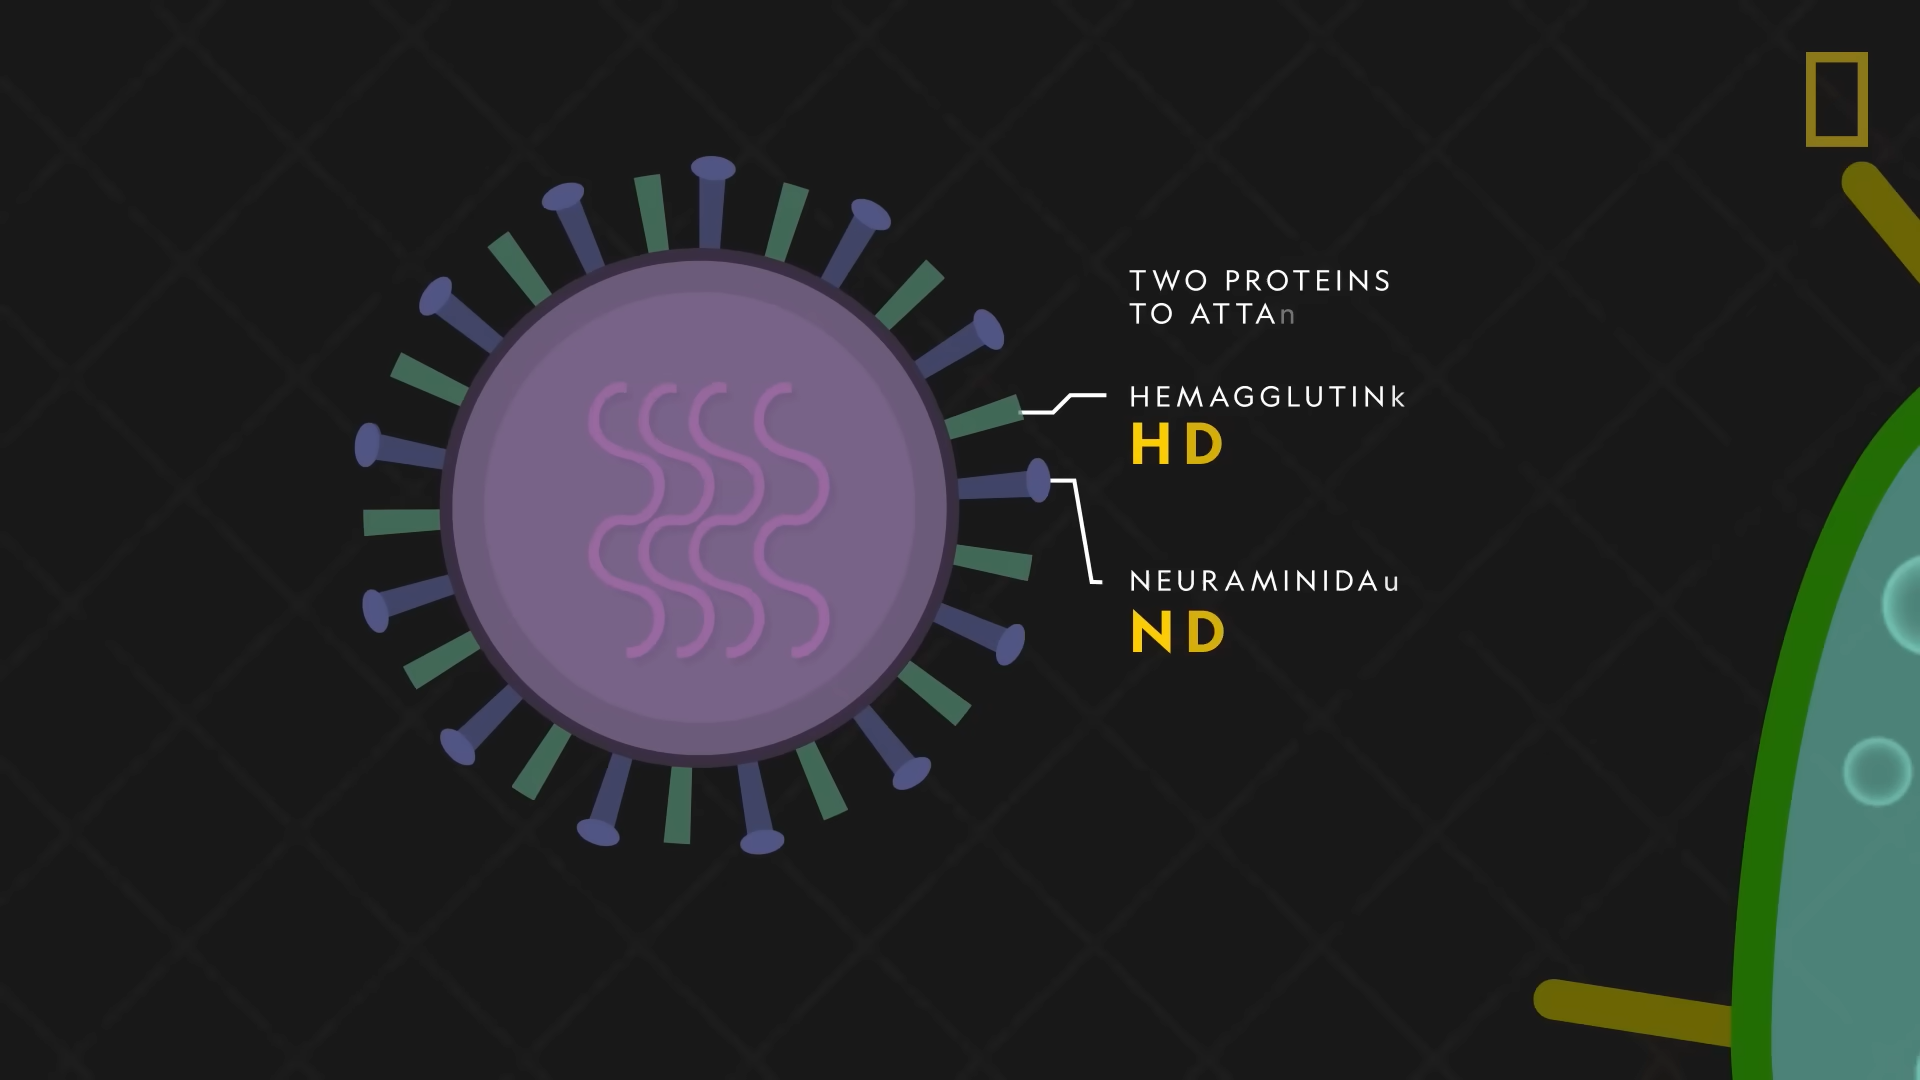 TWO PROTEINS
TO ATTAn
HEMAGGLUTINk
HD
NEURAMINIDAu
ND